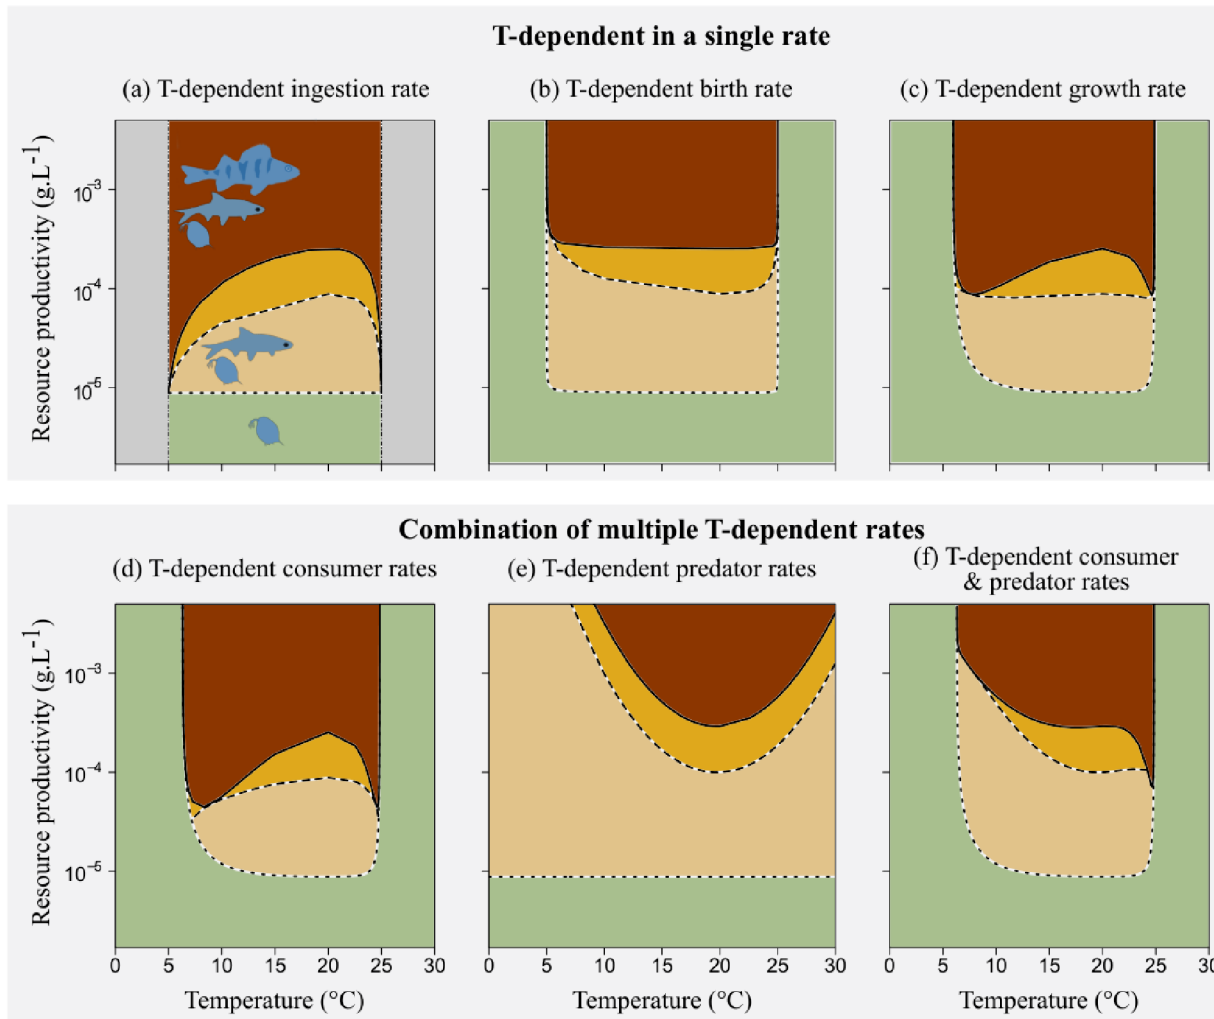 T-dependent in a single rate
(a) T-dependent ingestion rate
(b) T-dependent birth rate
(c) T-dependent growth rate
Resource productivity (g.L⁻¹)
10⁻³
10⁻⁴
10⁻⁵
Combination of multiple T-dependent rates
(d) T-dependent consumer rates
(e) T-dependent predator rates
(f) T-dependent consumer
& predator rates
Resource productivity (g.L⁻¹)
10⁻³
10⁻⁴
10⁻⁵
0 5 10 15 20 25 30
0 5 10 15 20 25 30
0 5 10 15 20 25 30
Temperature (°C)
Temperature (°C)
Temperature (°C)